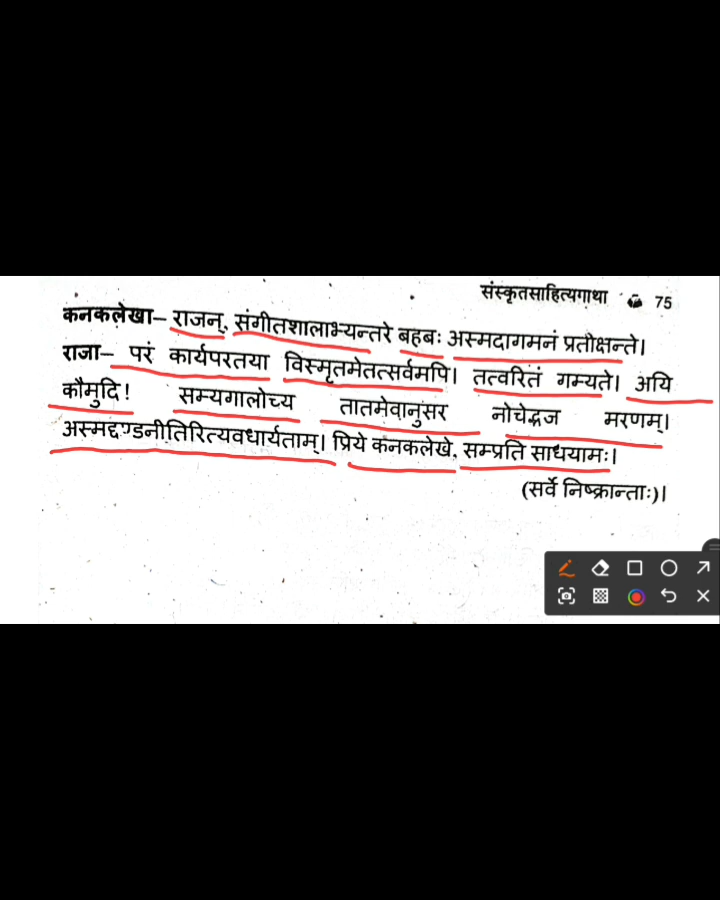 संस्कृतसाहित्यगाथा 75
कनकलेखा– राजन्, संगीतशालाभ्यन्तरे बहबः अस्मदागमनं प्रतीक्षन्ते।
राजा– परं कार्यपरतया विस्मृतमेतत्सर्वमपि। तत्वरितं गम्यते। अयि
कौमुदि! सम्यगालोच्य तातमेवानुसर नोचेद्भज मरणम्।
अस्मद्दण्डनीतिरित्यवधार्यताम्। प्रिये कनकलेखे, सम्प्रति साधयामः।
(सर्वे निष्क्रान्ताः)।